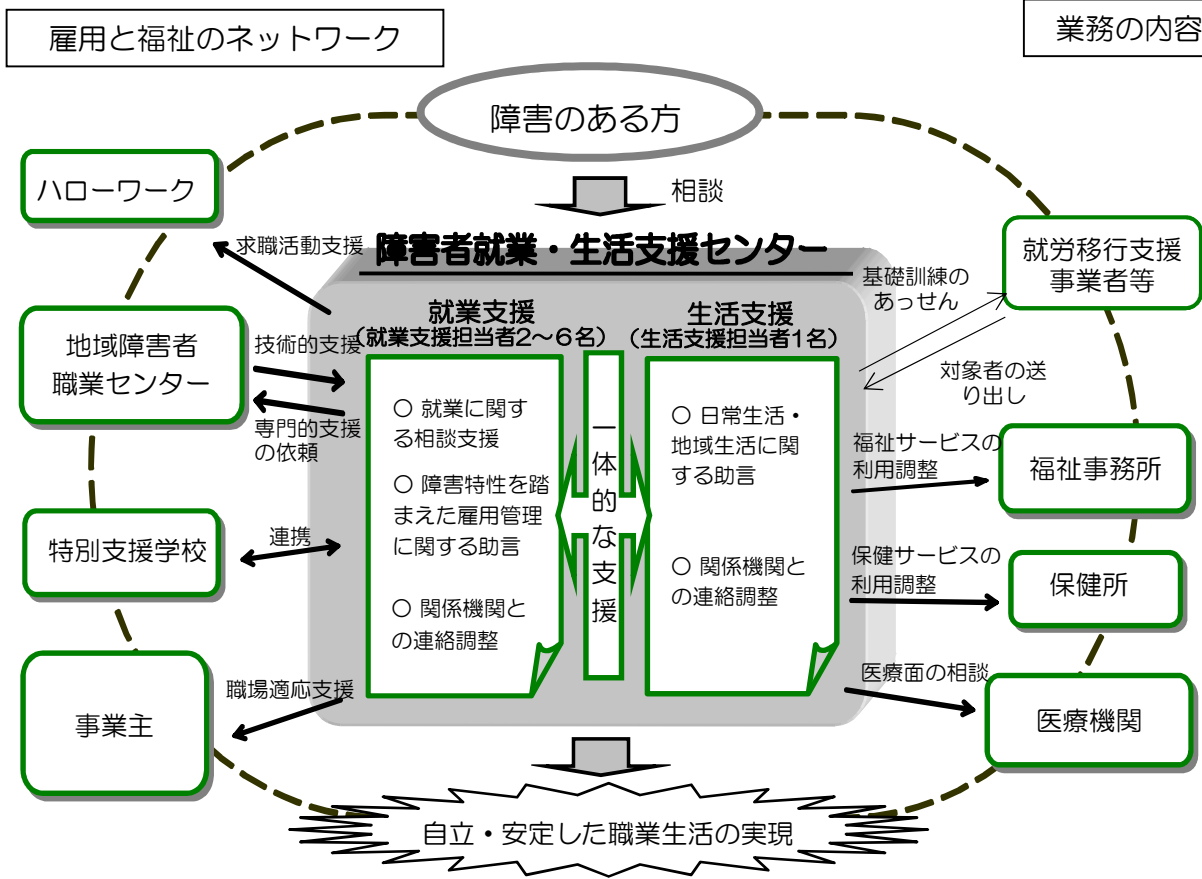 雇用と福祉のネットワーク
業務の内容
障害のある方
相談
ハローワーク
求職活動支援
地域障害者
職業センター
技術的支援
専門的支援
の依頼
特別支援学校
連携
事業主
職場適応支援
障害者就業・生活支援センター
就業支援
(就業支援担当者2～6名)
○ 就業に関す
る相談支援
○ 障害特性を踏
まえた雇用管理
に関する助言
○ 関係機関と
の連絡調整
一体的な支援
生活支援
(生活支援担当者1名)
○ 日常生活・
地域生活に関
する助言
○ 関係機関と
の連絡調整
基礎訓練の
あっせん
対象者の送
り出し
就労移行支援
事業者等
福祉サービスの
利用調整
福祉事務所
保健サービスの
利用調整
保健所
医療面の相談
医療機関
自立・安定した職業生活の実現